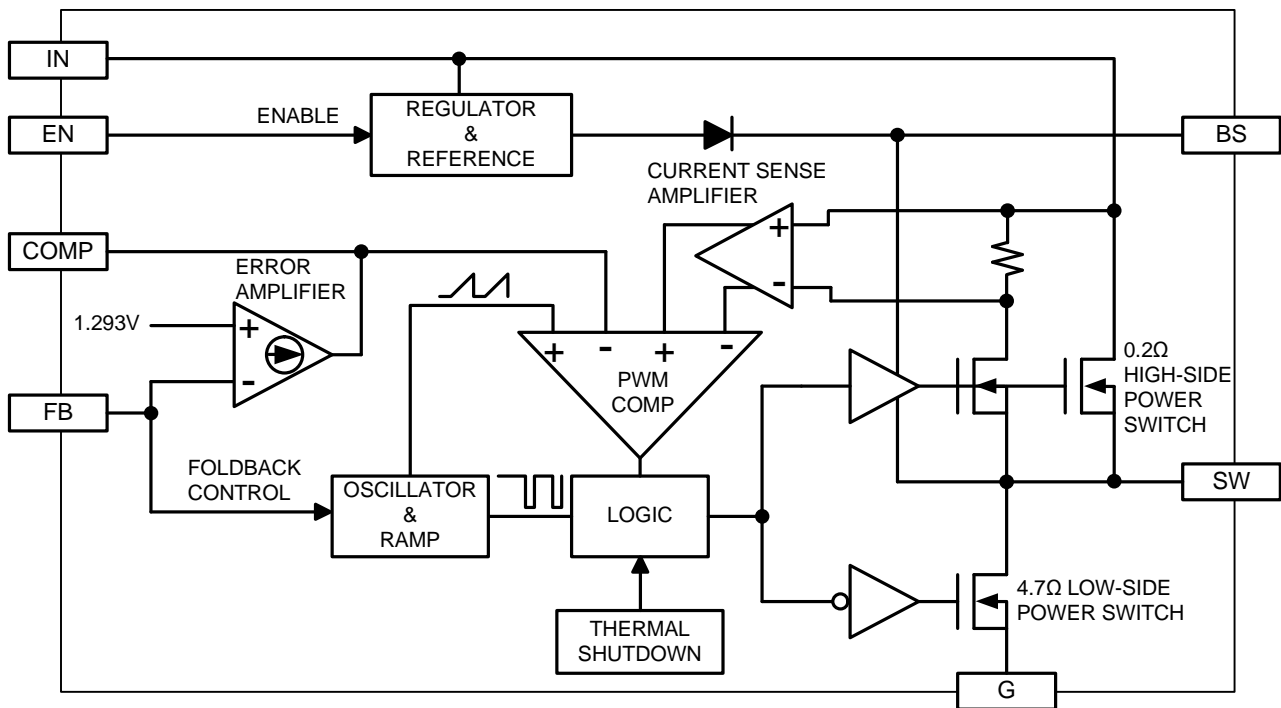 IN
REGULATOR
&
REFERENCE
ENABLE
EN
BS
CURRENT SENSE
AMPLIFIER
COMP
ERROR
AMPLIFIER
+
-
1.293V
+
-
+
-
+
-
PWM
COMP
0.2Ω
HIGH-SIDE
POWER
SWITCH
FB
FOLDBACK
CONTROL
OSCILLATOR
&
RAMP
LOGIC
SW
4.7Ω LOW-SIDE
POWER SWITCH
THERMAL
SHUTDOWN
G